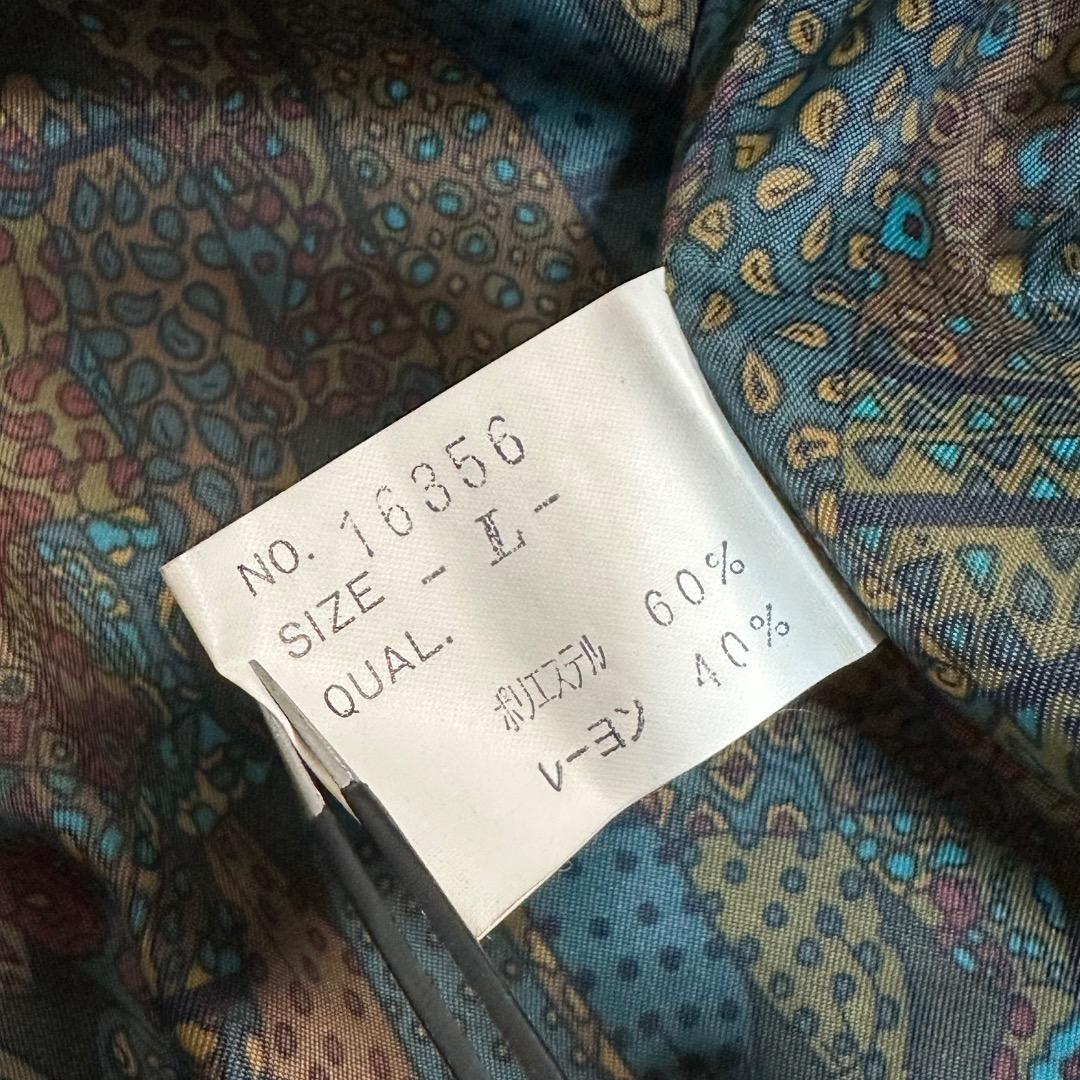 NO. 16356
SIZE - L -
QUAL.
ポリエステル 60%
レーヨン 40%